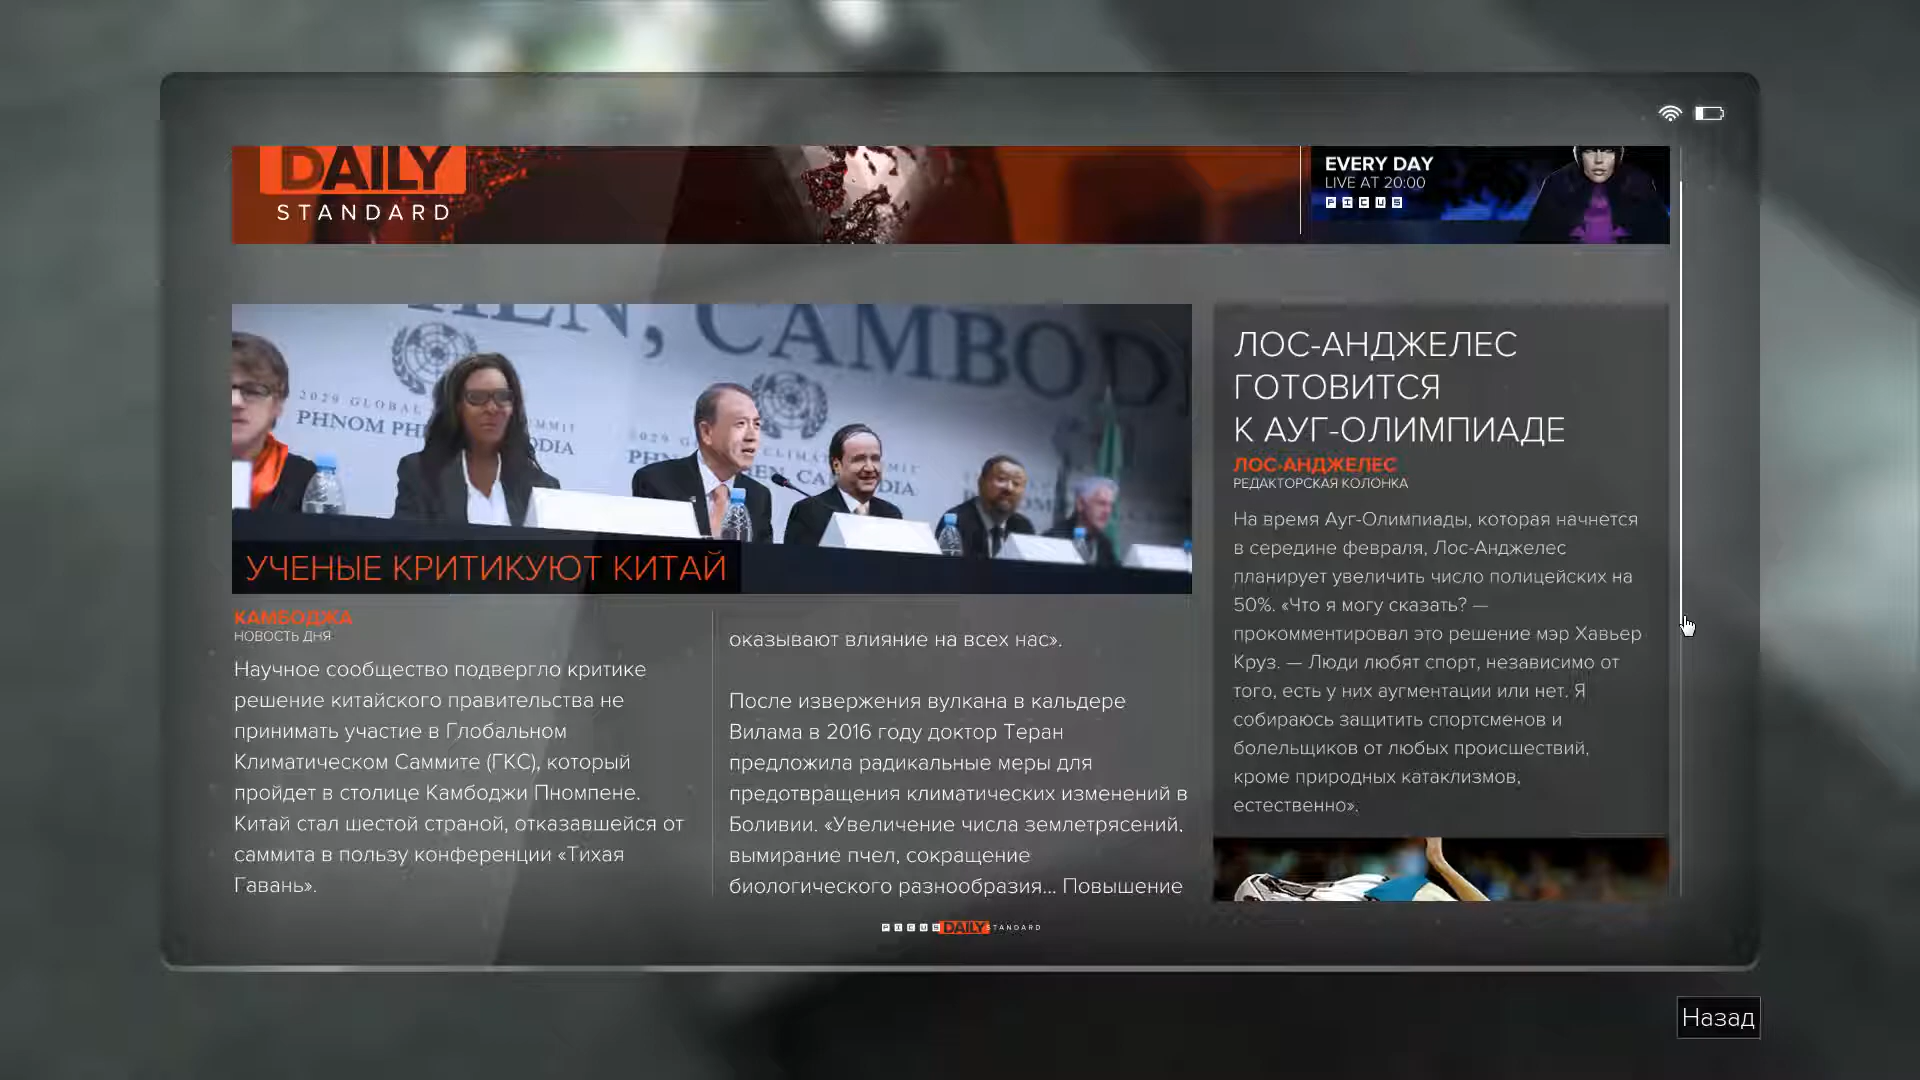 DAILY
STANDARD
EVERY DAY
LIVE AT 20:00
PICUS
2029 GLOBAL
УЧЕНЫЕ КРИТИКУЮТ КИТАЙ
КАМБОДЖА
НОВОСТЬ ДНЯ
Научное сообщество подвергло критике
решение китайского правительства не
принимать участие в Глобальном
Климатическом Саммите (ГКС), который
пройдет в столице Камбоджи Пномпене.
Китай стал шестой страной, отказавшейся от
саммита в пользу конференции «Тихая
Гавань».
оказывают влияние на всех нас».
После извержения вулкана в кальдере
Вилама в 2016 году доктор Теран
предложила радикальные меры для
предотвращения климатических изменений в
Боливии. «Увеличение числа землетрясений,
вымирание пчел, сокращение
биологического разнообразия... Повышение
ЛОС-АНДЖЕЛЕС
ГОТОВИТСЯ
К АУГ-ОЛИМПИАДЕ
ЛОС-АНДЖЕЛЕС
РЕДАКТОРСКАЯ КОЛОНКА
На время Ауг-Олимпиады, которая начнется
в середине февраля, Лос-Анджелес
планирует увеличить число полицейских на
50%. «Что я могу сказать? —
прокомментировал это решение мэр Хавьер
Круз. — Люди любят спорт, независимо от
того, есть у них аугментации или нет. Я
собираюсь защитить спортсменов и
болельщиков от любых происшествий,
кроме природных катаклизмов,
естественно».
PICUS DAILY STANDARD
Назад